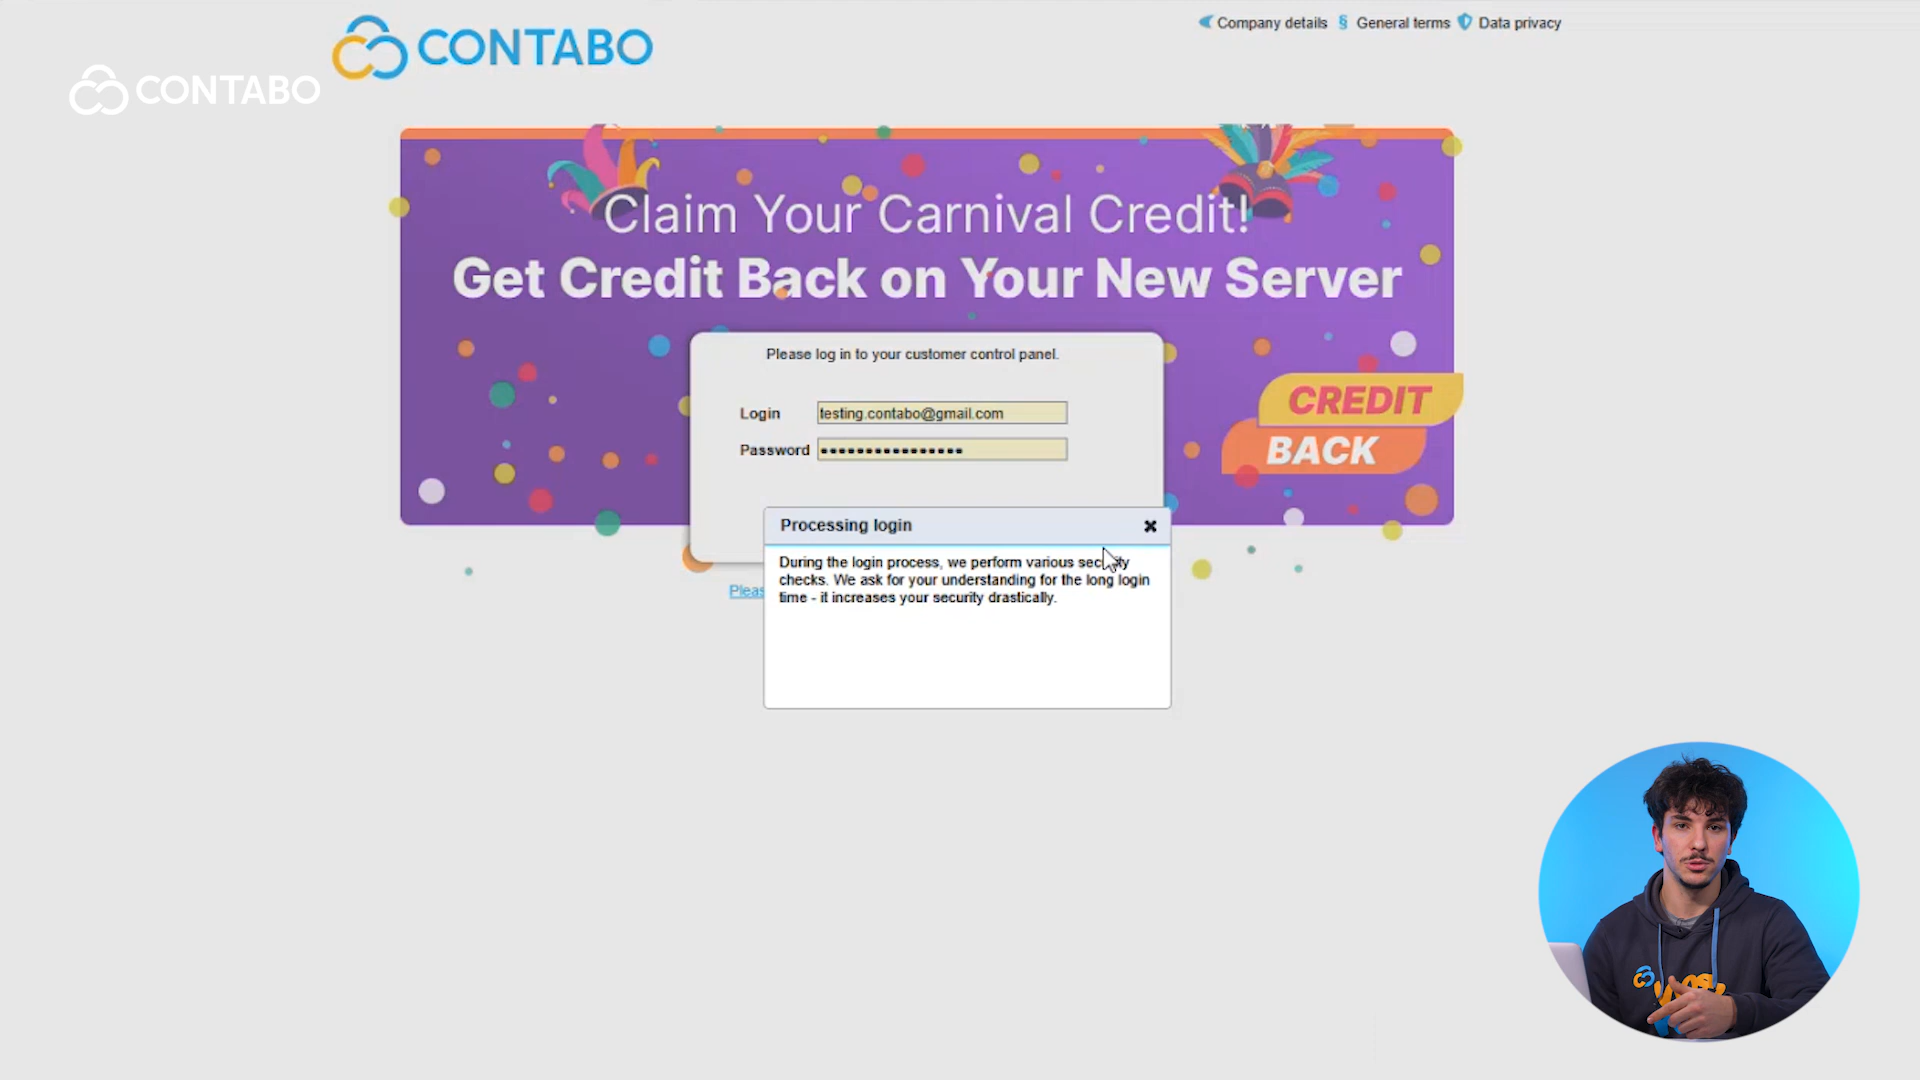 CONTABO
CONTABO
Company details
§
General terms
Data privacy
Claim Your Carnival Credit!
Get Credit Back on Your New Server
CREDIT
BACK
Please log in to your customer control panel.
Login
testing.contabo@gmail.com
Password
Processing login
During the login process, we perform various security
checks. We ask for your understanding for the long login
time - it increases your security drastically.
Pleas